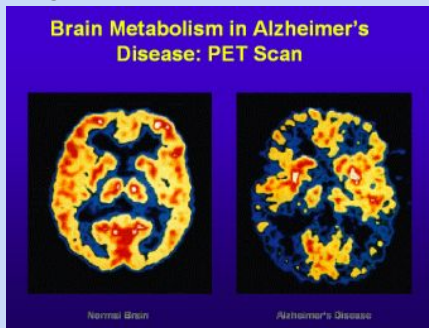 Brain Metabolism in Alzheimer's
Disease: PET Scan
Normal Brain
Alzheimer's Disease